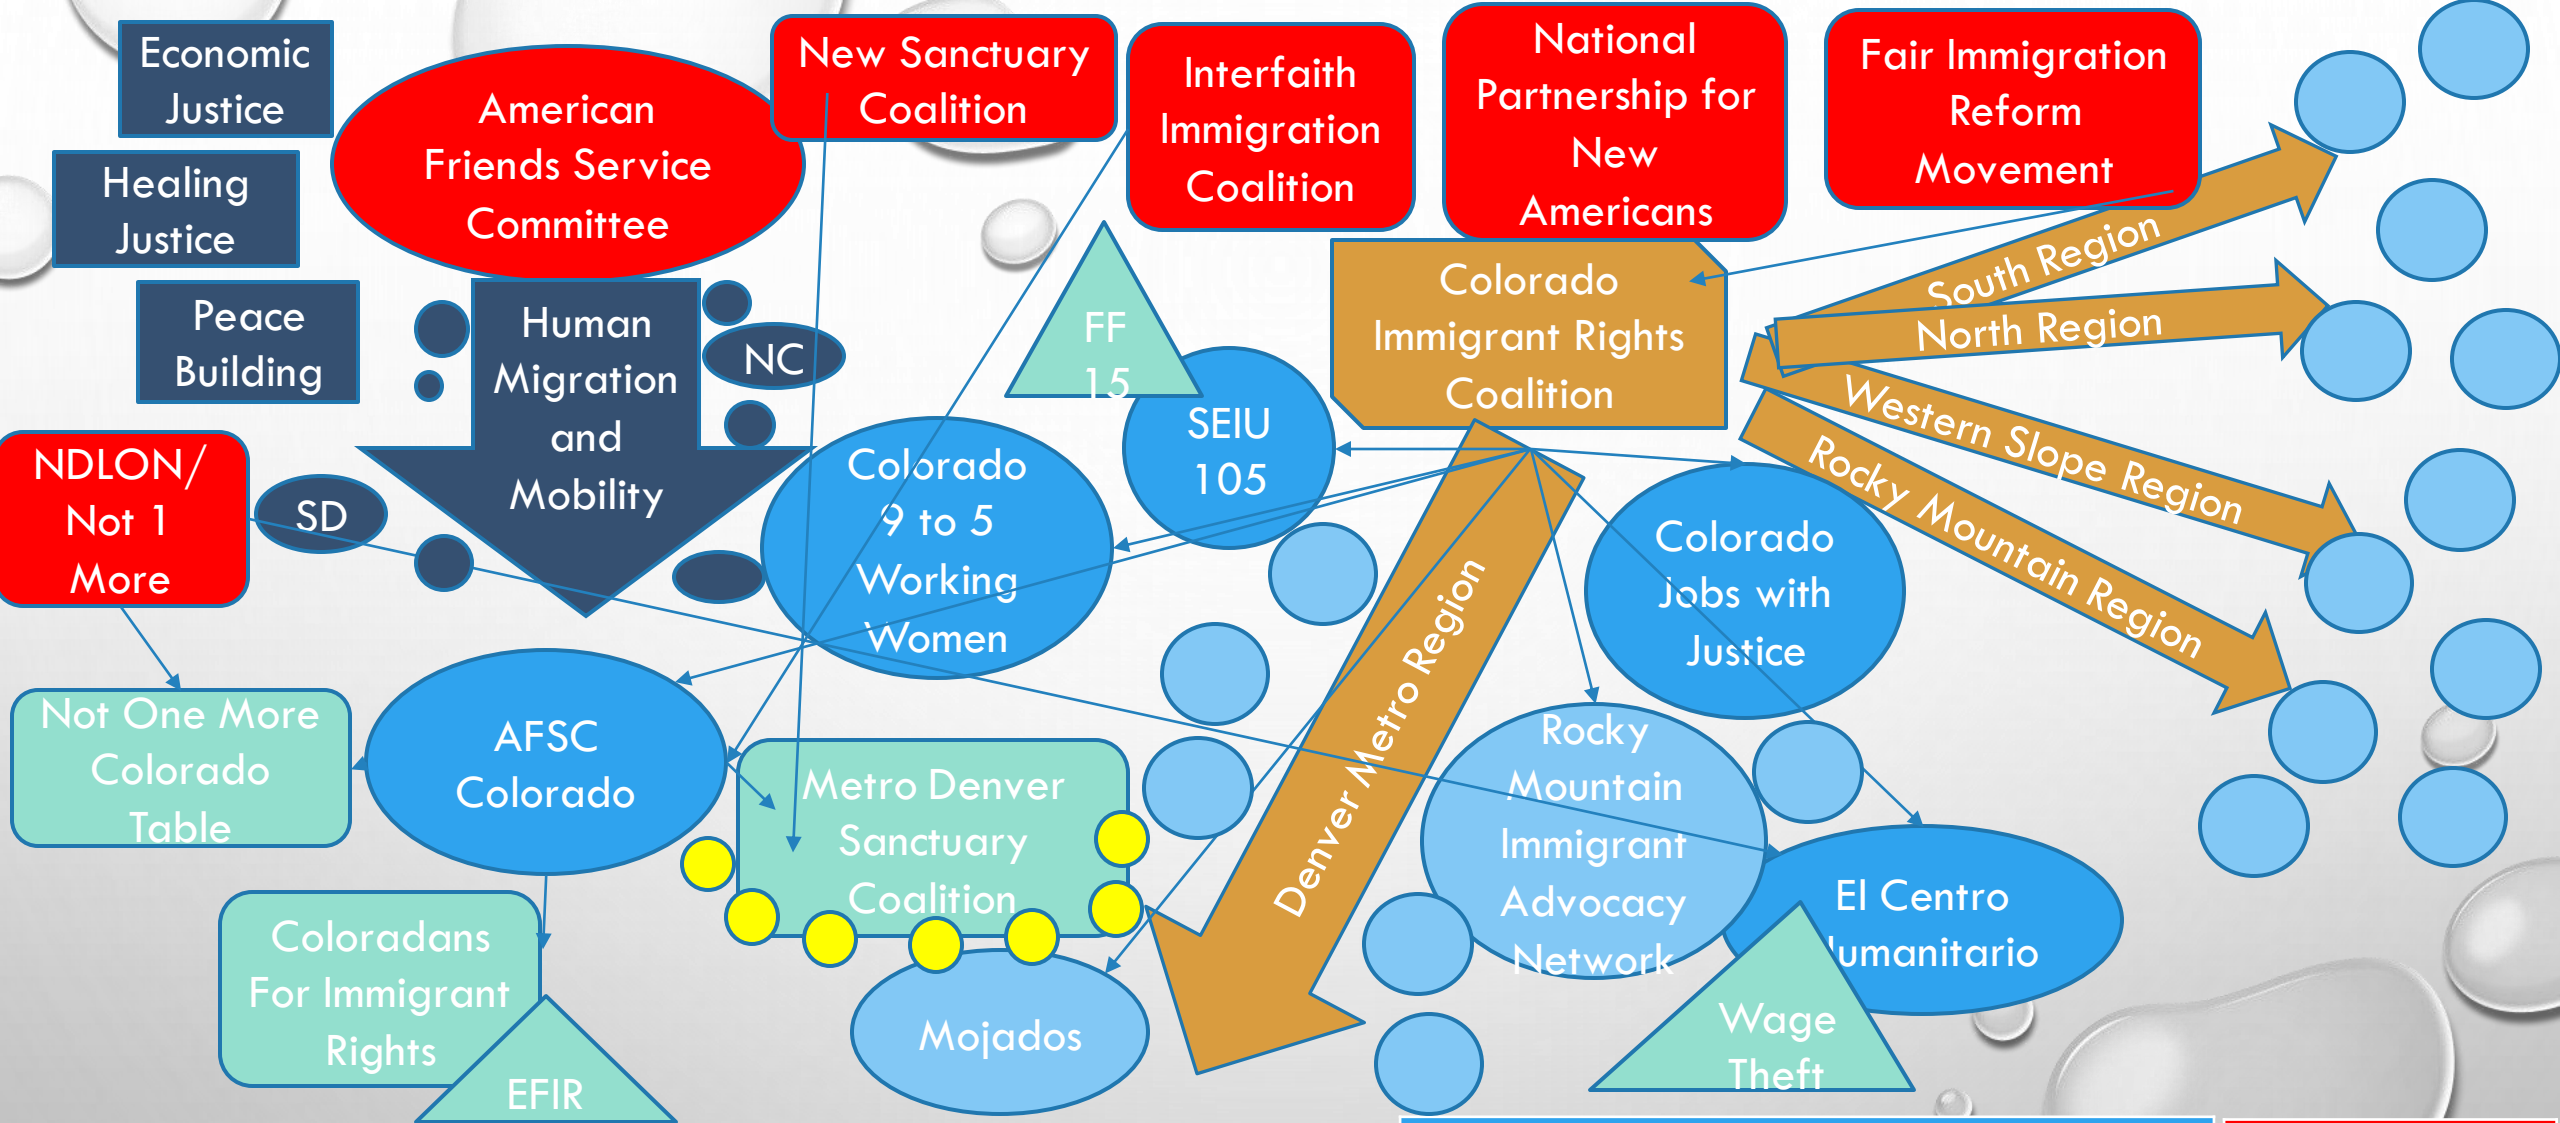 Economic
Justice
Healing
Justice
Peace
Building
American
Friends Service
Committee
New Sanctuary
Coalition
Interfaith
Immigration
Coalition
National
Partnership for
New
Americans
Fair Immigration
Reform
Movement
Human
Migration
and
Mobility
NC
SD
NDLON/
Not 1
More
FF
15
SEIU
105
Colorado
Immigrant Rights
Coalition
South Region
North Region
Western Slope Region
Rocky Mountain Region
Denver Metro Region
Colorado
9 to 5
Working
Women
Colorado
Jobs with
Justice
Not One More
Colorado
Table
AFSC
Colorado
Metro Denver
Sanctuary
Coalition
Rocky
Mountain
Immigrant
Advocacy
Network
El Centro
umanitario
Coloradans
For Immigrant
Rights
EFIR
Mojados
Wage
Theft